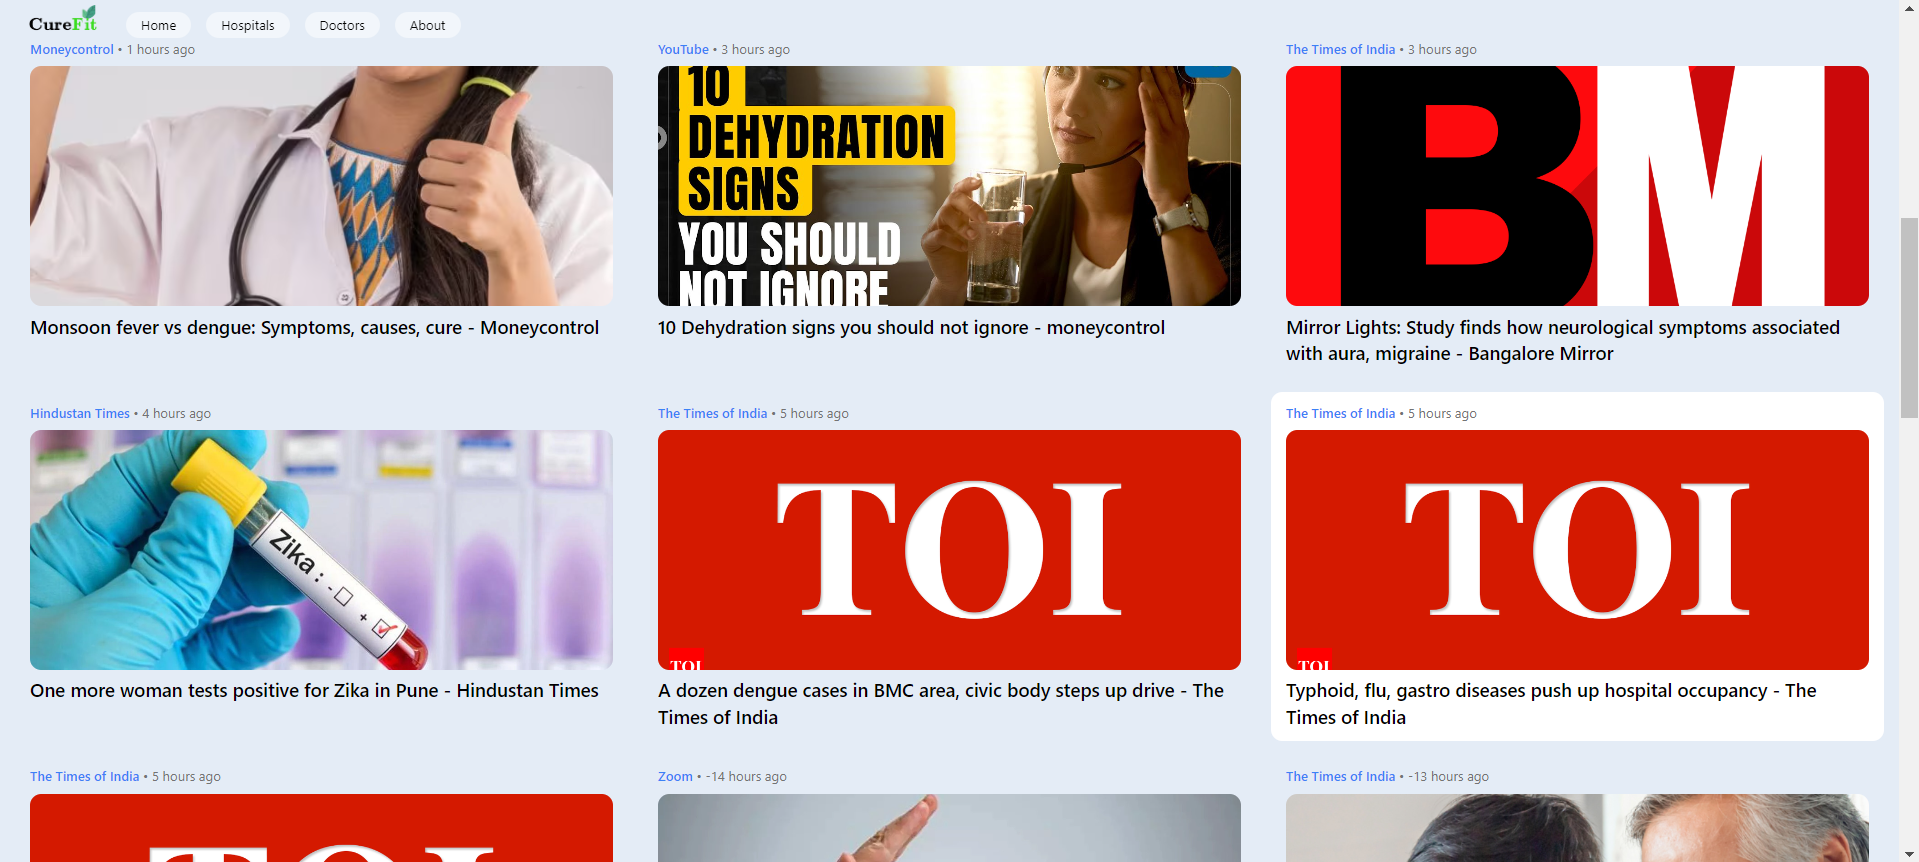 CureFit
Home
Hospitals
Doctors
About
Moneycontrol • 1 hours ago
YouTube • 3 hours ago
The Times of India • 3 hours ago
10
DEHYDRATION
SIGNS
YOU SHOULD
NOT IGNORE
BM
Monsoon fever vs dengue: Symptoms, causes, cure - Moneycontrol
10 Dehydration signs you should not ignore - moneycontrol
Mirror Lights: Study finds how neurological symptoms associated
with aura, migraine - Bangalore Mirror
Hindustan Times • 4 hours ago
The Times of India • 5 hours ago
The Times of India • 5 hours ago
Zika : - +
TOI
TOI
TOI
TOI
One more woman tests positive for Zika in Pune - Hindustan Times
A dozen dengue cases in BMC area, civic body steps up drive - The
Times of India
Typhoid, flu, gastro diseases push up hospital occupancy - The
Times of India
The Times of India • 5 hours ago
Zoom • -14 hours ago
The Times of India • -13 hours ago
TOI